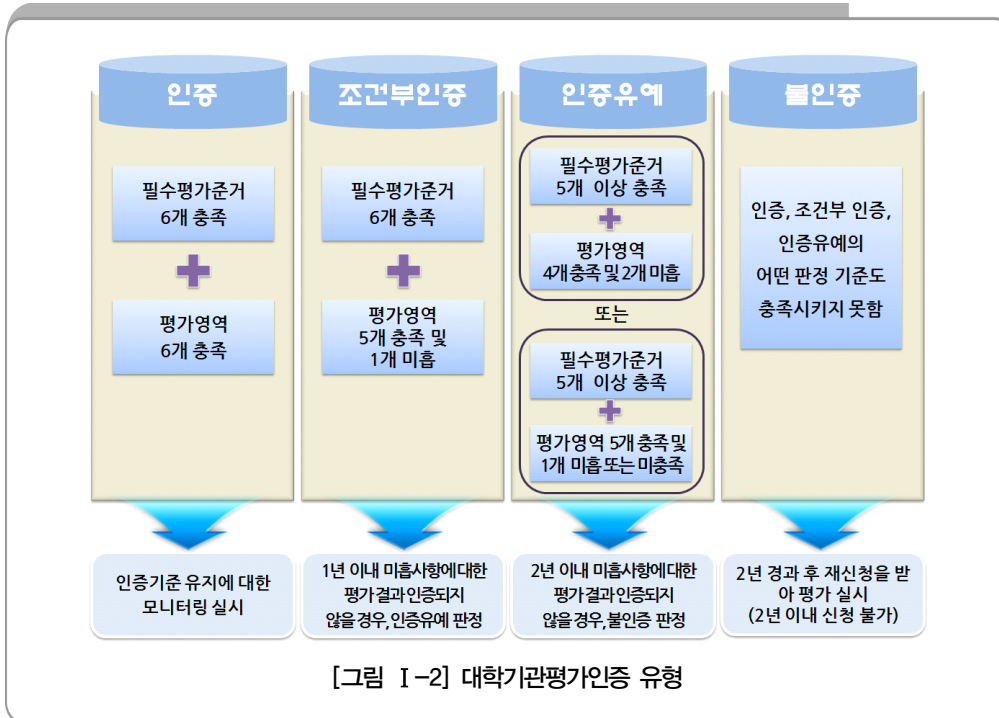 인증
필수평가준거
6개 충족
평가영역
6개 충족
인증기준 유지에 대한
모니터링 실시
조건부인증
필수평가준거
6개 충족
평가영역
5개 충족 및
1개 미흡
1년 이내 미흡사항에 대한
평가 결과 인증되지
않을 경우, 인증유예 판정
인증유예
필수평가준거
5개 이상 충족
평가영역
4개 충족 및 2개 미흡
또는
필수평가준거
5개 이상 충족
평가영역 5개 충족 및
1개 미흡 또는 미충족
2년 이내 미흡사항에 대한
평가 결과 인증되지
않을 경우, 불인증 판정
불인증
인증, 조건부 인증,
인증유예의
어떤 판정 기준도
충족시키지 못함
2년 경과 후 재신청을 받
아 평가 실시
(2년 이내 신청 불가)
[그림 Ⅰ-2] 대학기관평가인증 유형